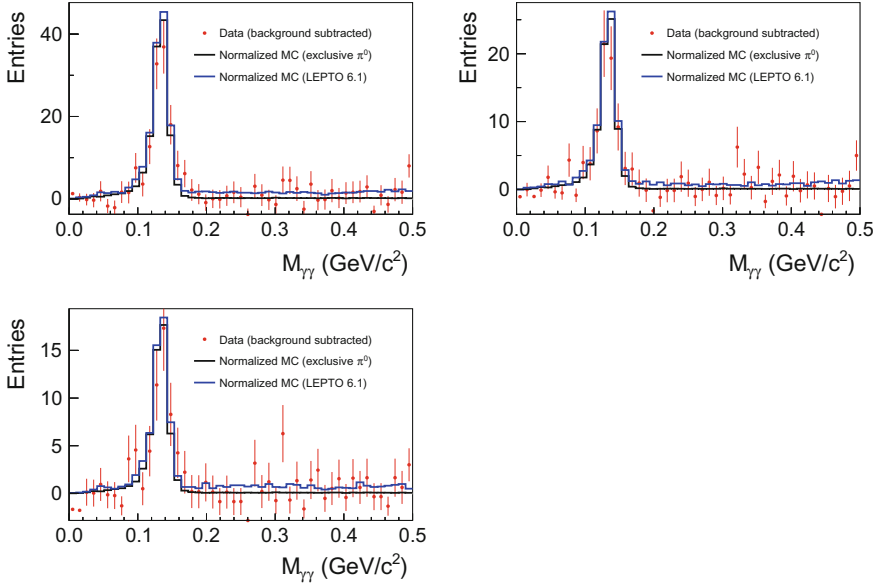 Entries
40
20
0
Data (background subtracted)
Normalized MC (exclusive π⁰)
Normalized MC (LEPTO 6.1)
0.0 0.1 0.2 0.3 0.4 0.5
Mγγ (GeV/c²)
Entries
20
10
0
Data (background subtracted)
Normalized MC (exclusive π⁰)
Normalized MC (LEPTO 6.1)
0.0 0.1 0.2 0.3 0.4 0.5
Mγγ (GeV/c²)
Entries
15
10
5
0
Data (background subtracted)
Normalized MC (exclusive π⁰)
Normalized MC (LEPTO 6.1)
0.0 0.1 0.2 0.3 0.4 0.5
Mγγ (GeV/c²)